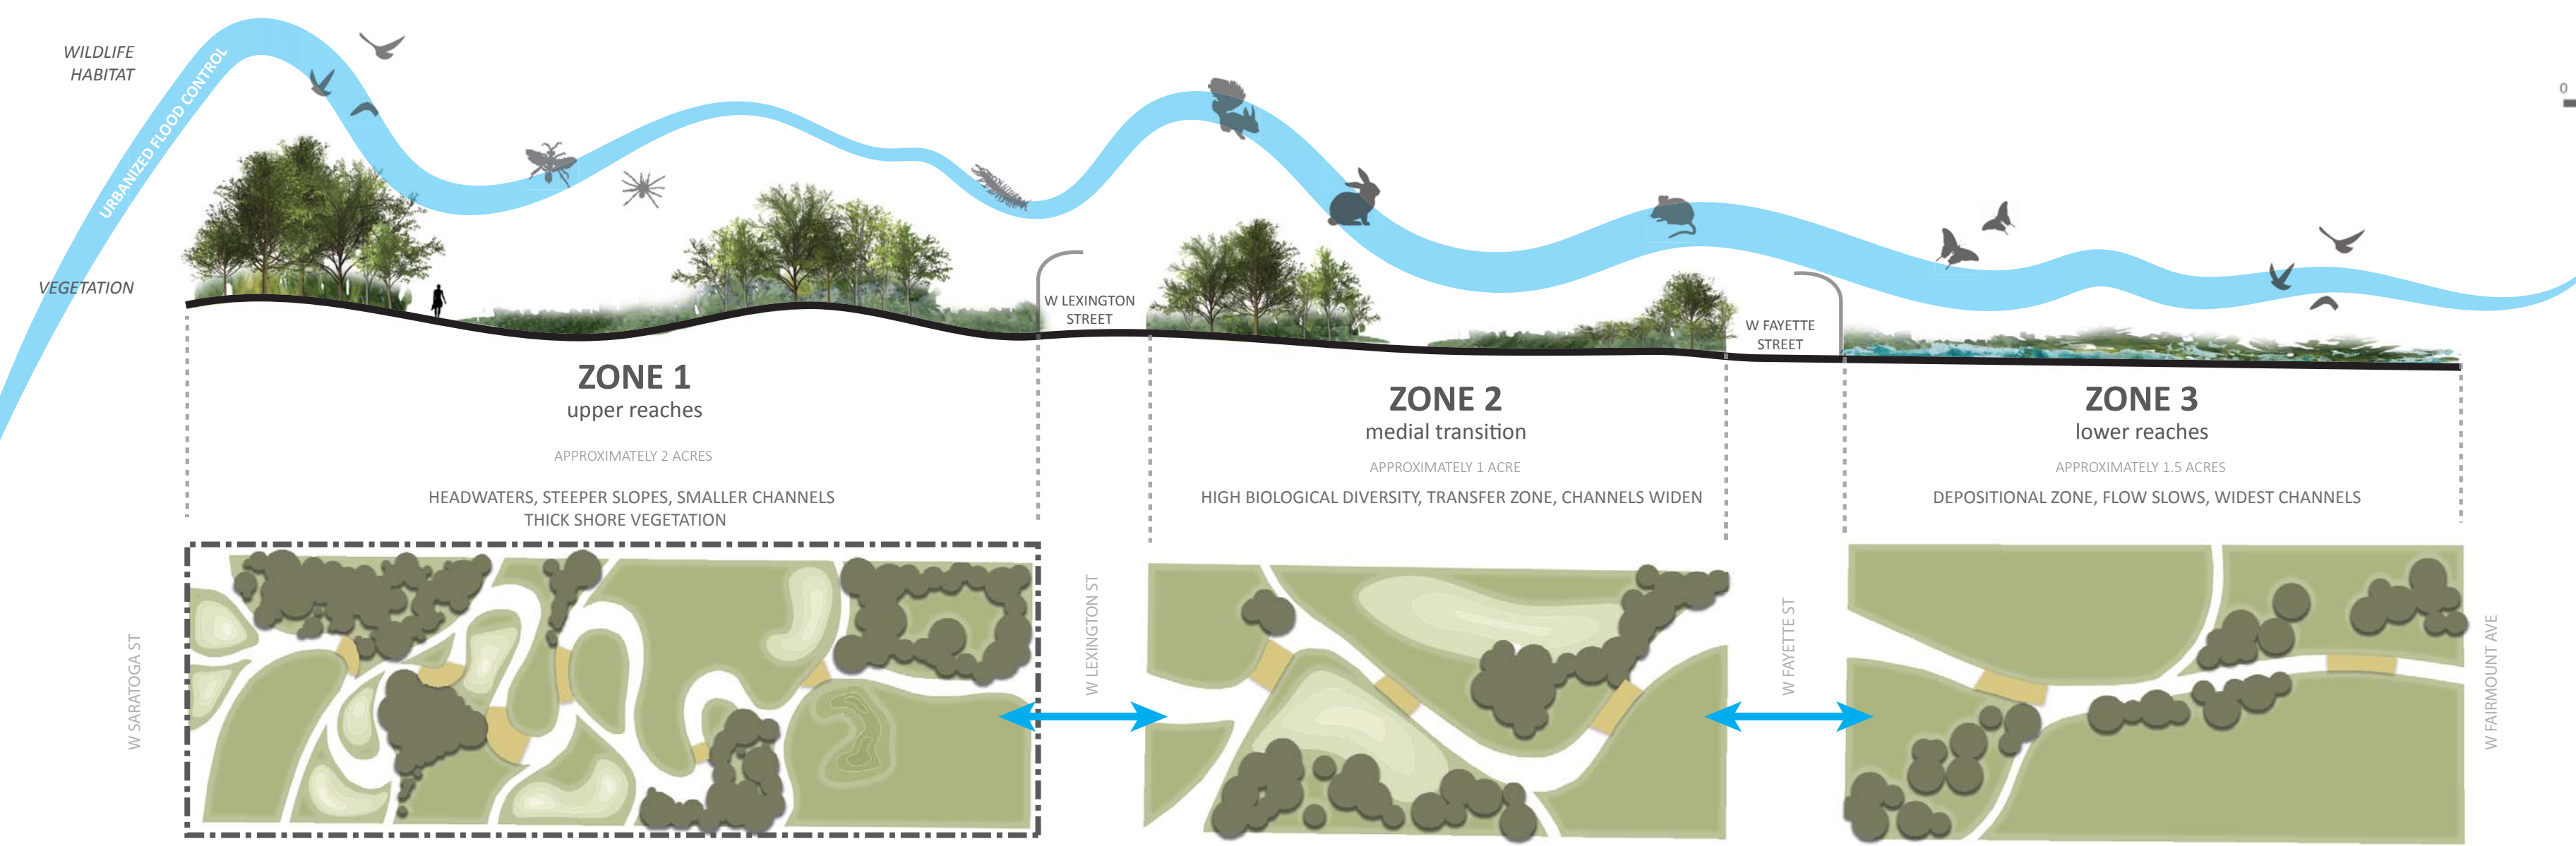 WILDLIFE
HABITAT
URBANIZED FLOOD CONTROL
0
VEGETATION
W LEXINGTON
STREET
W FAYETTE
STREET
ZONE 1
upper reaches
APPROXIMATELY 2 ACRES
HEADWATERS, STEEPER SLOPES, SMALLER CHANNELS
THICK SHORE VEGETATION
ZONE 2
medial transition
APPROXIMATELY 1 ACRE
HIGH BIOLOGICAL DIVERSITY, TRANSFER ZONE, CHANNELS WIDEN
ZONE 3
lower reaches
APPROXIMATELY 1.5 ACRES
DEPOSITIONAL ZONE, FLOW SLOWS, WIDEST CHANNELS
W SARATOGA ST
W LEXINGTON ST
W FAYETTE ST
W FAIRMOUNT AVE